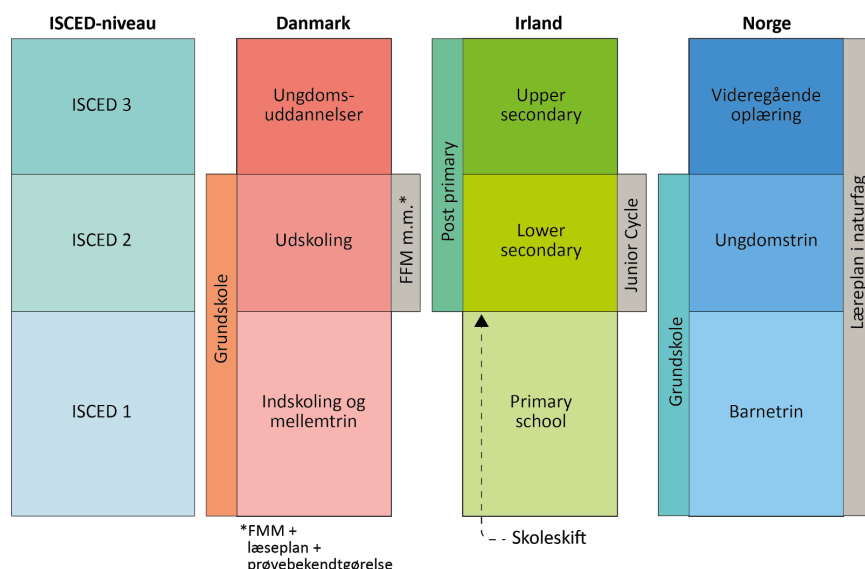 ISCED-niveau
Danmark
Irland
Norge
ISCED 3
Ungdoms-
uddannelser
Post primary
Upper
secondary
Videregående
oplæring
Læreplan i naturfag
ISCED 2
Grundskole
Udskoling
FFM m.m.*
Lower
secondary
Junior Cycle
Grundskole
Ungdomstrin
ISCED 1
Indskoling og
mellemtrin
Primary
school
Barnetrin
*FMM +
læseplan +
prøvebekendtgørelse
Skoleskift